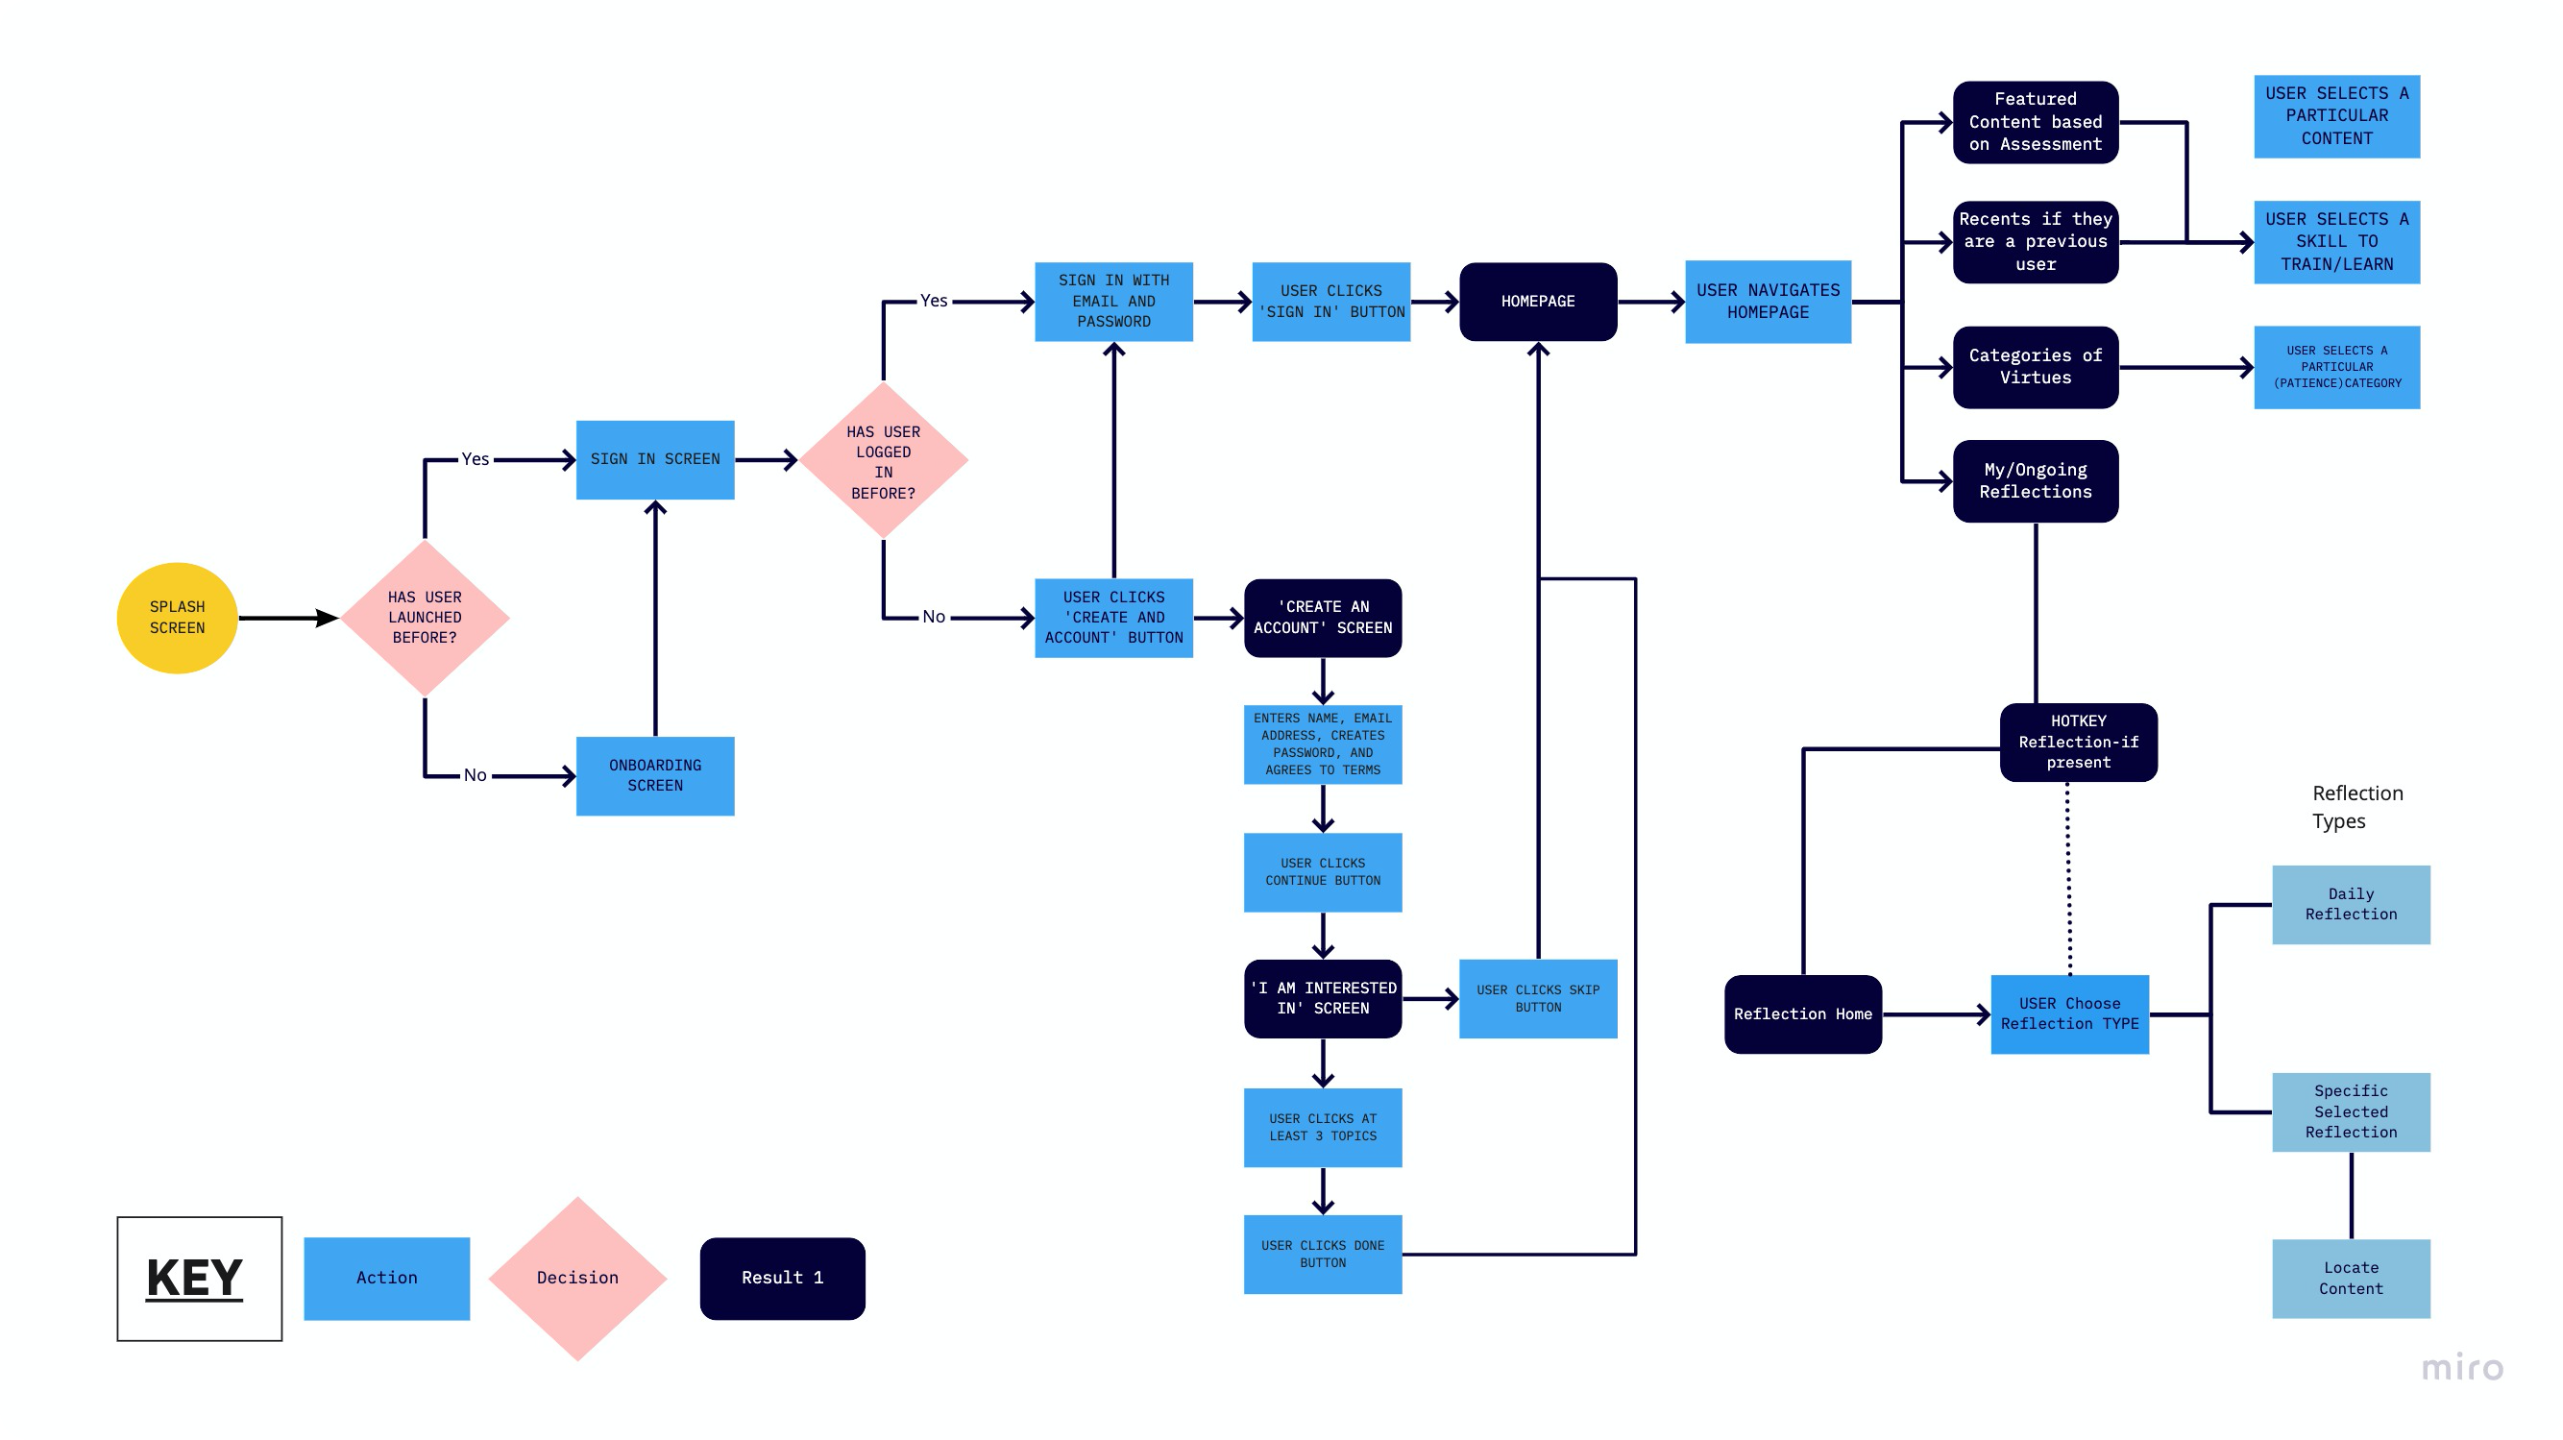 SPLASH
SCREEN
HAS USER
LAUNCHED
BEFORE?
Yes
No
SIGN IN SCREEN
ONBOARDING
SCREEN
HAS USER
LOGGED
IN
BEFORE?
Yes
No
SIGN IN WITH
EMAIL AND
PASSWORD
USER CLICKS
'SIGN IN' BUTTON
HOMEPAGE
USER NAVIGATES
HOMEPAGE
USER CLICKS
'CREATE AND
ACCOUNT' BUTTON
'CREATE AN
ACCOUNT' SCREEN
ENTERS NAME, EMAIL
ADDRESS, CREATES
PASSWORD, AND
AGREES TO TERMS
USER CLICKS
CONTINUE BUTTON
'I AM INTERESTED
IN' SCREEN
USER CLICKS SKIP
BUTTON
USER CLICKS AT
LEAST 3 TOPICS
USER CLICKS DONE
BUTTON
Featured
Content based
on Assessment
USER SELECTS A
PARTICULAR
CONTENT
Recents if they
are a previous
user
USER SELECTS A
SKILL TO
TRAIN/LEARN
Categories of
Virtues
USER SELECTS A
PARTICULAR
(PATIENCE)CATEGORY
My/Ongoing
Reflections
HOTKEY
Reflection-if
present
Reflection Home
USER Choose
Reflection TYPE
Reflection
Types
Daily
Reflection
Specific
Selected
Reflection
Locate
Content
KEY
Action
Decision
Result 1
miro